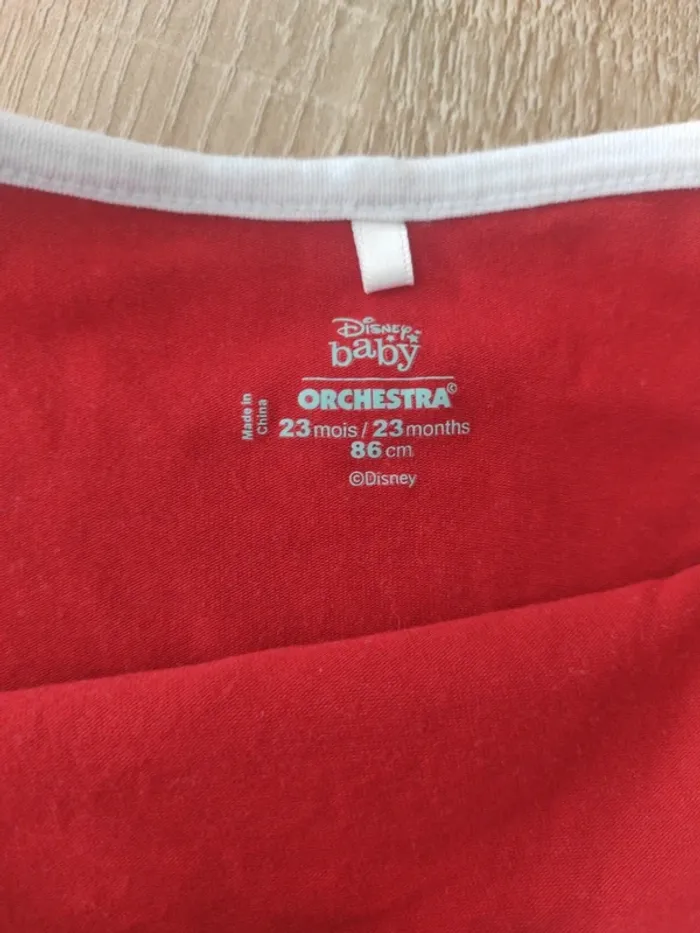 Disney
baby
ORCHESTRA©
Made in
China
23 mois / 23 months
86 cm
©Disney